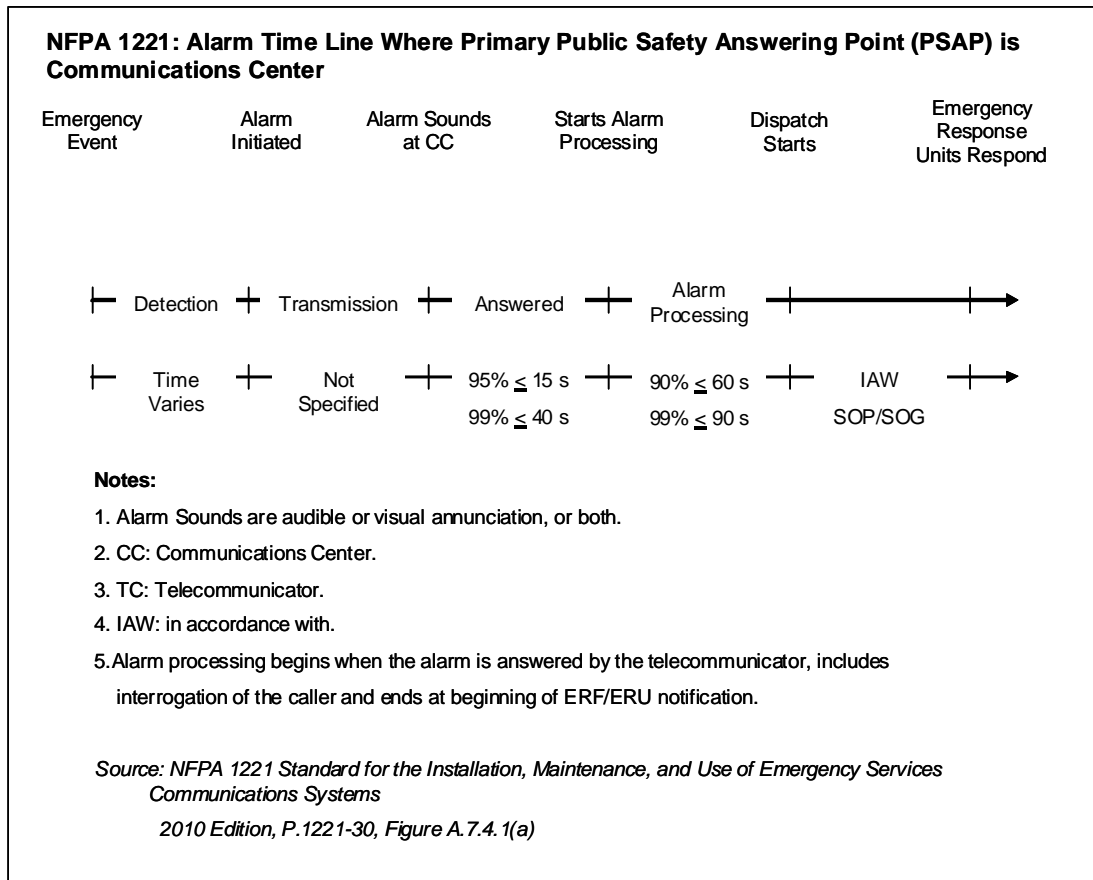 NFPA 1221: Alarm Time Line Where Primary Public Safety Answering Point (PSAP) is
Communications Center
Emergency
Event
Alarm
Initiated
Alarm Sounds
at CC
Starts Alarm
Processing
Dispatch
Starts
Emergency
Response
Units Respond
Detection
Transmission
Answered
Alarm
Processing
Time
Varies
Not
Specified
95% ≤ 15 s
99% ≤ 40 s
90% ≤ 60 s
99% ≤ 90 s
IAW
SOP/SOG
Notes:
1. Alarm Sounds are audible or visual annunciation, or both.
2. CC: Communications Center.
3. TC: Telecommunicator.
4. IAW: in accordance with.
5.Alarm processing begins when the alarm is answered by the telecommunicator, includes
interrogation of the caller and ends at beginning of ERF/ERU notification.
Source: NFPA 1221 Standard for the Installation, Maintenance, and Use of Emergency Services
Communications Systems
2010 Edition, P.1221-30, Figure A.7.4.1(a)